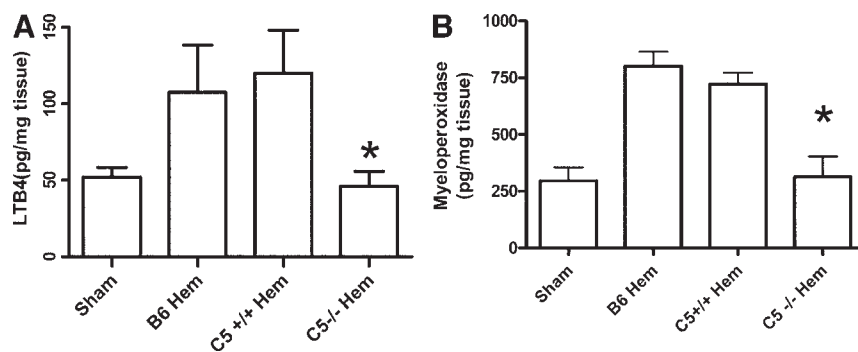 A
LTB4(pg/mg tissue)
150
100
50
0
Sham
B6 Hem
C5 +/+ Hem
C5-/- Hem
*
B
Myeloperoxidase
(pg/mg tissue)
1000
750
500
250
0
Sham
B6 Hem
C5+/+ Hem
C5 -/- Hem
*